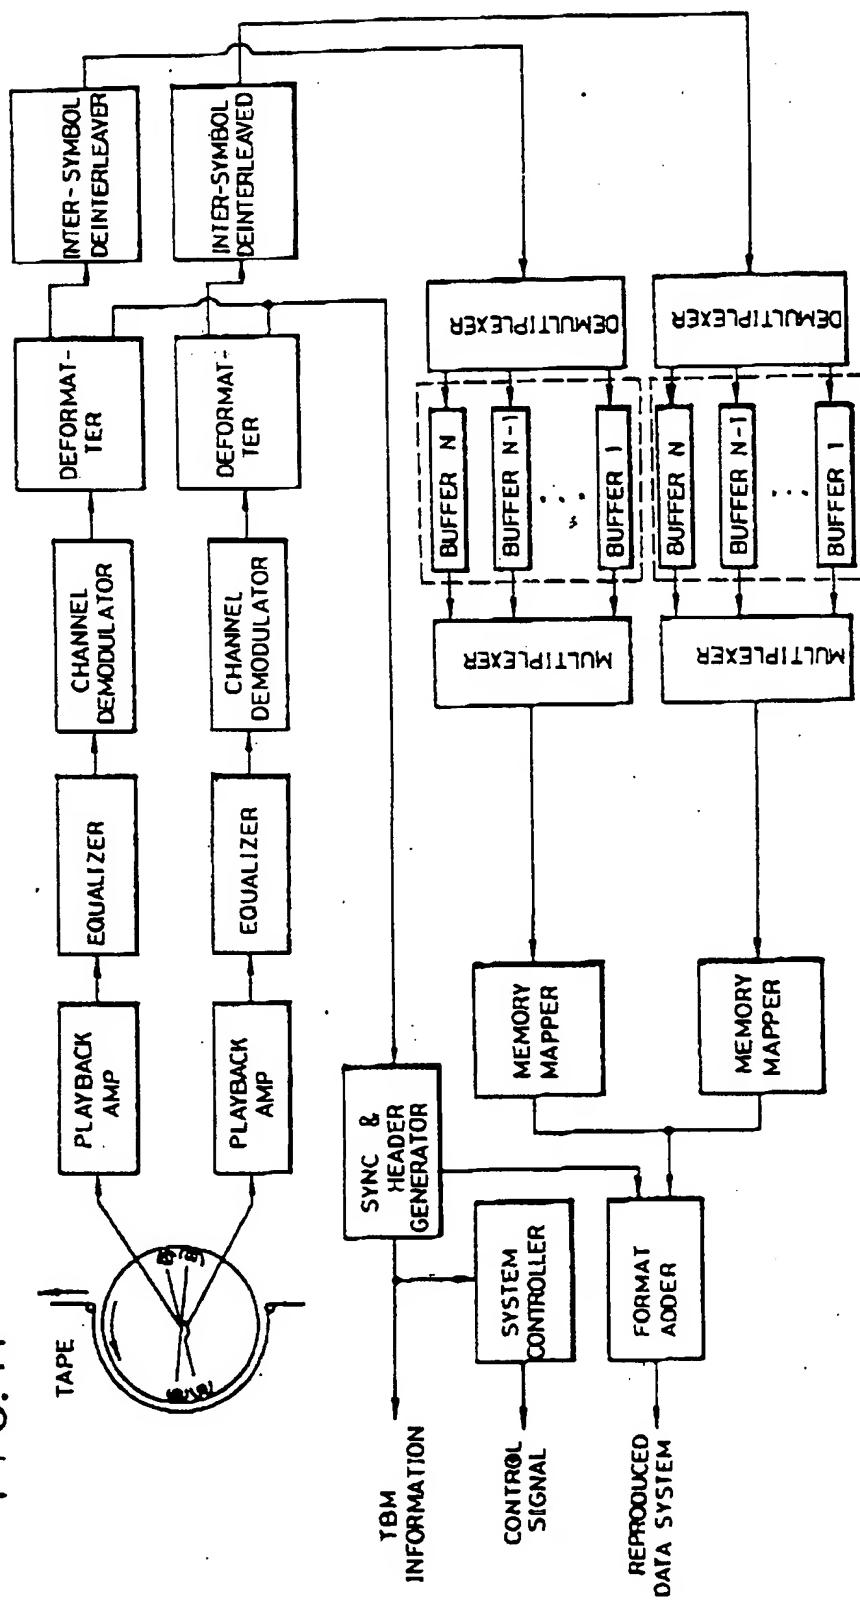 TAPE
PLAYBACK
AMP
EQUALIZER
CHANNEL
DEMODULATOR
DEFORMAT-
TER
INTER-SYMBOL
DEINTERLEAVER
PLAYBACK
AMP
EQUALIZER
CHANNEL
DEMODULATOR
DEFORMAT-
TER
INTER-SYMBOL
DEINTERLEAVED
TBM
INFORMATION
SYNC &
HEADER
GENERATOR
CONTROL
SIGNAL
SYSTEM
CONTROLLER
REPRODUCED
DATA SYSTEM
FORMAT
ADDER
MEMORY
MAPPER
MULTIPLEXER
BUFFER N
BUFFER N-1
...
BUFFER 1
DEMULTIPLEXER
MEMORY
MAPPER
MULTIPLEXER
BUFFER N
BUFFER N-1
...
BUFFER 1
DEMULTIPLEXER